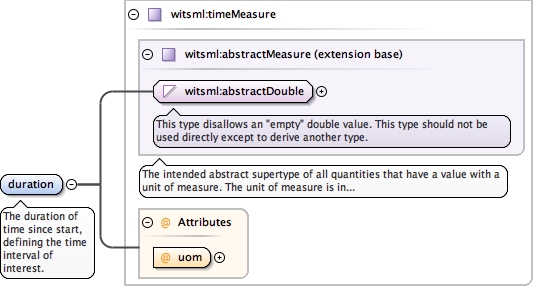 witsml:timeMeasure
witsml:abstractMeasure (extension base)
witsml:abstractDouble
This type disallows an "empty" double value. This type should not be
used directly except to derive another type.
The intended abstract supertype of all quantities that have a value with a
unit of measure. The unit of measure is in...
duration
The duration of
time since start,
defining the time
interval of
interest.
@ Attributes
@ uom